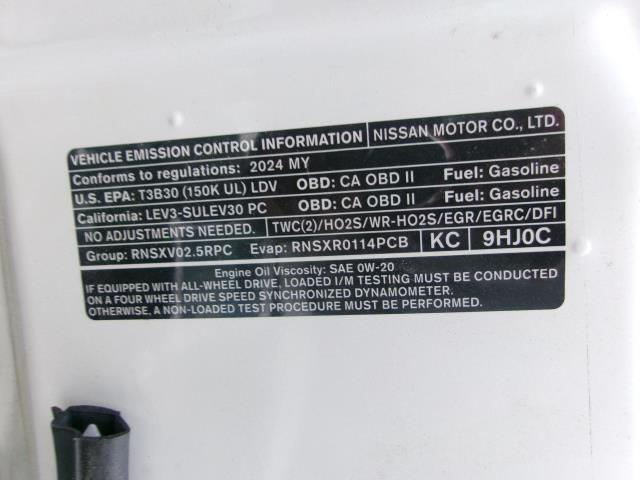 VEHICLE EMISSION CONTROL INFORMATION NISSAN MOTOR CO., LTD.
Conforms to regulations: 2024 MY
U.S. EPA: T3B30 (150K UL) LDV OBD: CA OBD II Fuel: Gasoline
California: LEV3-SULEV30 PC OBD: CA OBD II Fuel: Gasoline
NO ADJUSTMENTS NEEDED. TWC(2)/HO2S/WR-HO2S/EGR/EGRC/DFI
Group: RNSXV02.5RPC Evap: RNSXR0114PCB KC 9HJ0C
Engine Oil Viscosity: SAE 0W-20
IF EQUIPPED WITH ALL-WHEEL DRIVE, LOADED I/M TESTING MUST BE CONDUCTED
ON A FOUR WHEEL DRIVE SPEED SYNCHRONIZED DYNAMOMETER.
OTHERWISE, A NON-LOADED TEST PROCEDURE MUST BE PERFORMED.